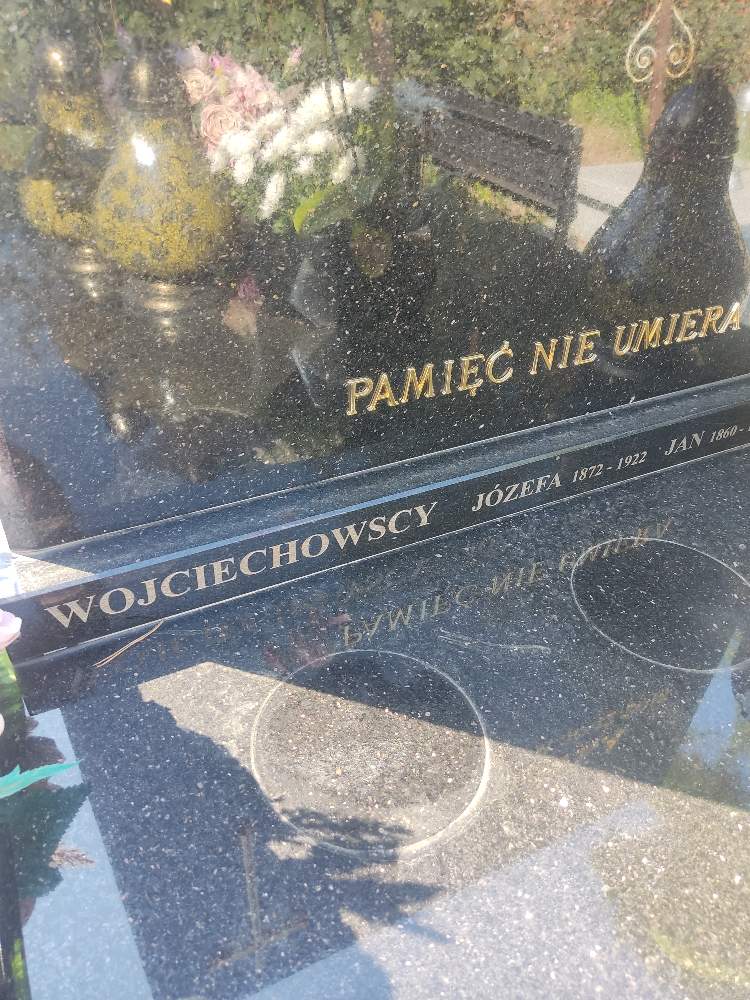 PAMIĘĆ NIE UMIERA
WOJCIECHOWSCY JÓZEFA 1872 - 1922 JAN 1860 -